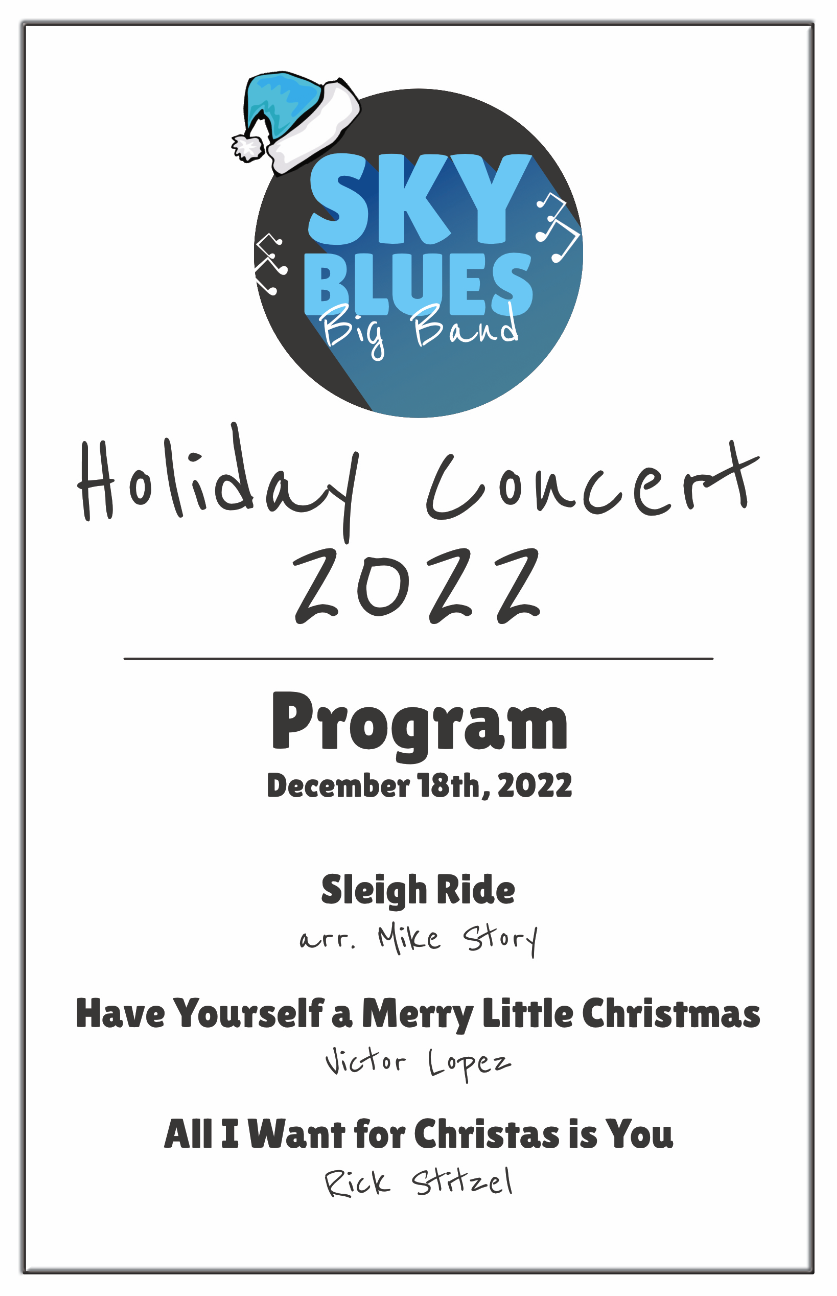 SKY
BLUES
Big Band
Holiday Concert
2022
Program
December 18th, 2022
Sleigh Ride
arr. Mike Story
Have Yourself a Merry Little Christmas
Victor Lopez
All I Want for Christas is You
Rick Stitzel